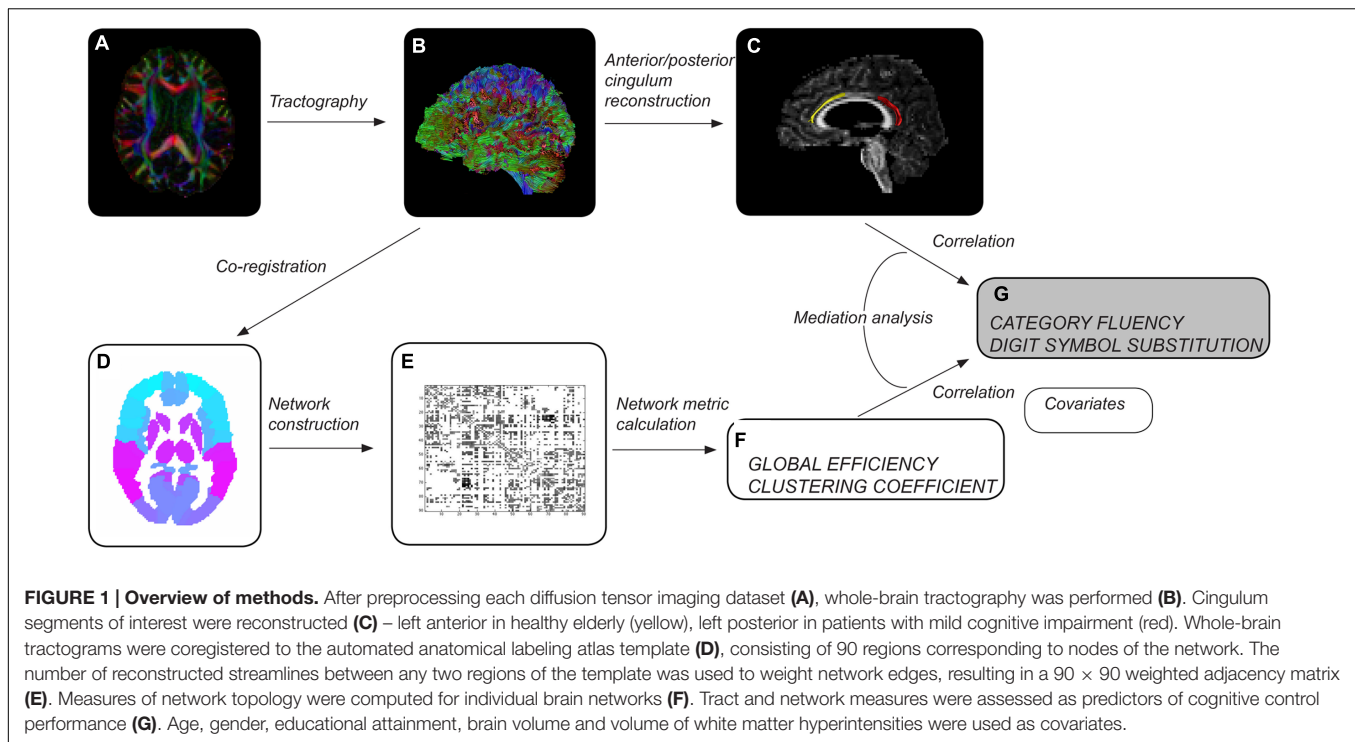 A
B
C
Tractography
Anterior/posterior
cingulum
reconstruction
Co-registration
Correlation
Mediation analysis
G
CATEGORY FLUENCY
DIGIT SYMBOL SUBSTITUTION
D
Network
construction
E
Network metric
calculation
Correlation
Covariates
F
GLOBAL EFFICIENCY
CLUSTERING COEFFICIENT
FIGURE 1 | Overview of methods. After preprocessing each diffusion tensor imaging dataset (A), whole-brain tractography was performed (B). Cingulum
segments of interest were reconstructed (C) – left anterior in healthy elderly (yellow), left posterior in patients with mild cognitive impairment (red). Whole-brain
tractograms were coregistered to the automated anatomical labeling atlas template (D), consisting of 90 regions corresponding to nodes of the network. The
number of reconstructed streamlines between any two regions of the template was used to weight network edges, resulting in a 90 × 90 weighted adjacency matrix
(E). Measures of network topology were computed for individual brain networks (F). Tract and network measures were assessed as predictors of cognitive control
performance (G). Age, gender, educational attainment, brain volume and volume of white matter hyperintensities were used as covariates.